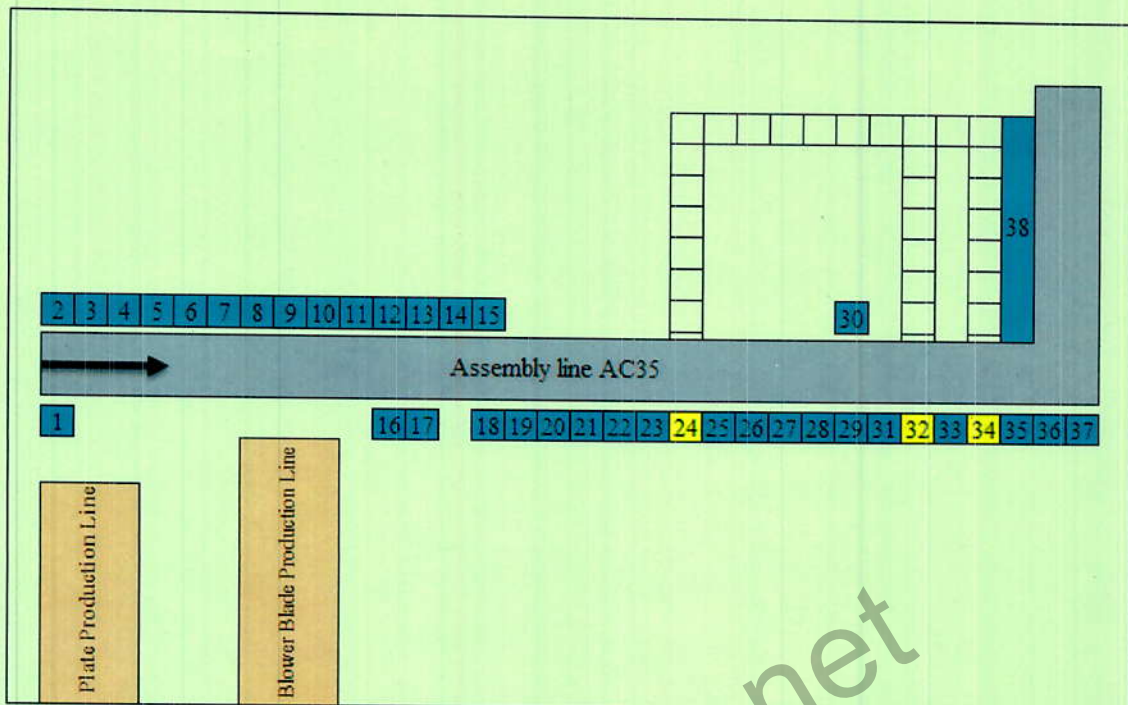 38
30
2 3 4 5 6 7 8 9 10 11 12 13 14 15
Assembly line AC35
1 16 17 18 19 20 21 22 23 24 25 26 27 28 29 31 32 33 34 35 36 37
Plate Production Line
Blower Blade Production Line
net